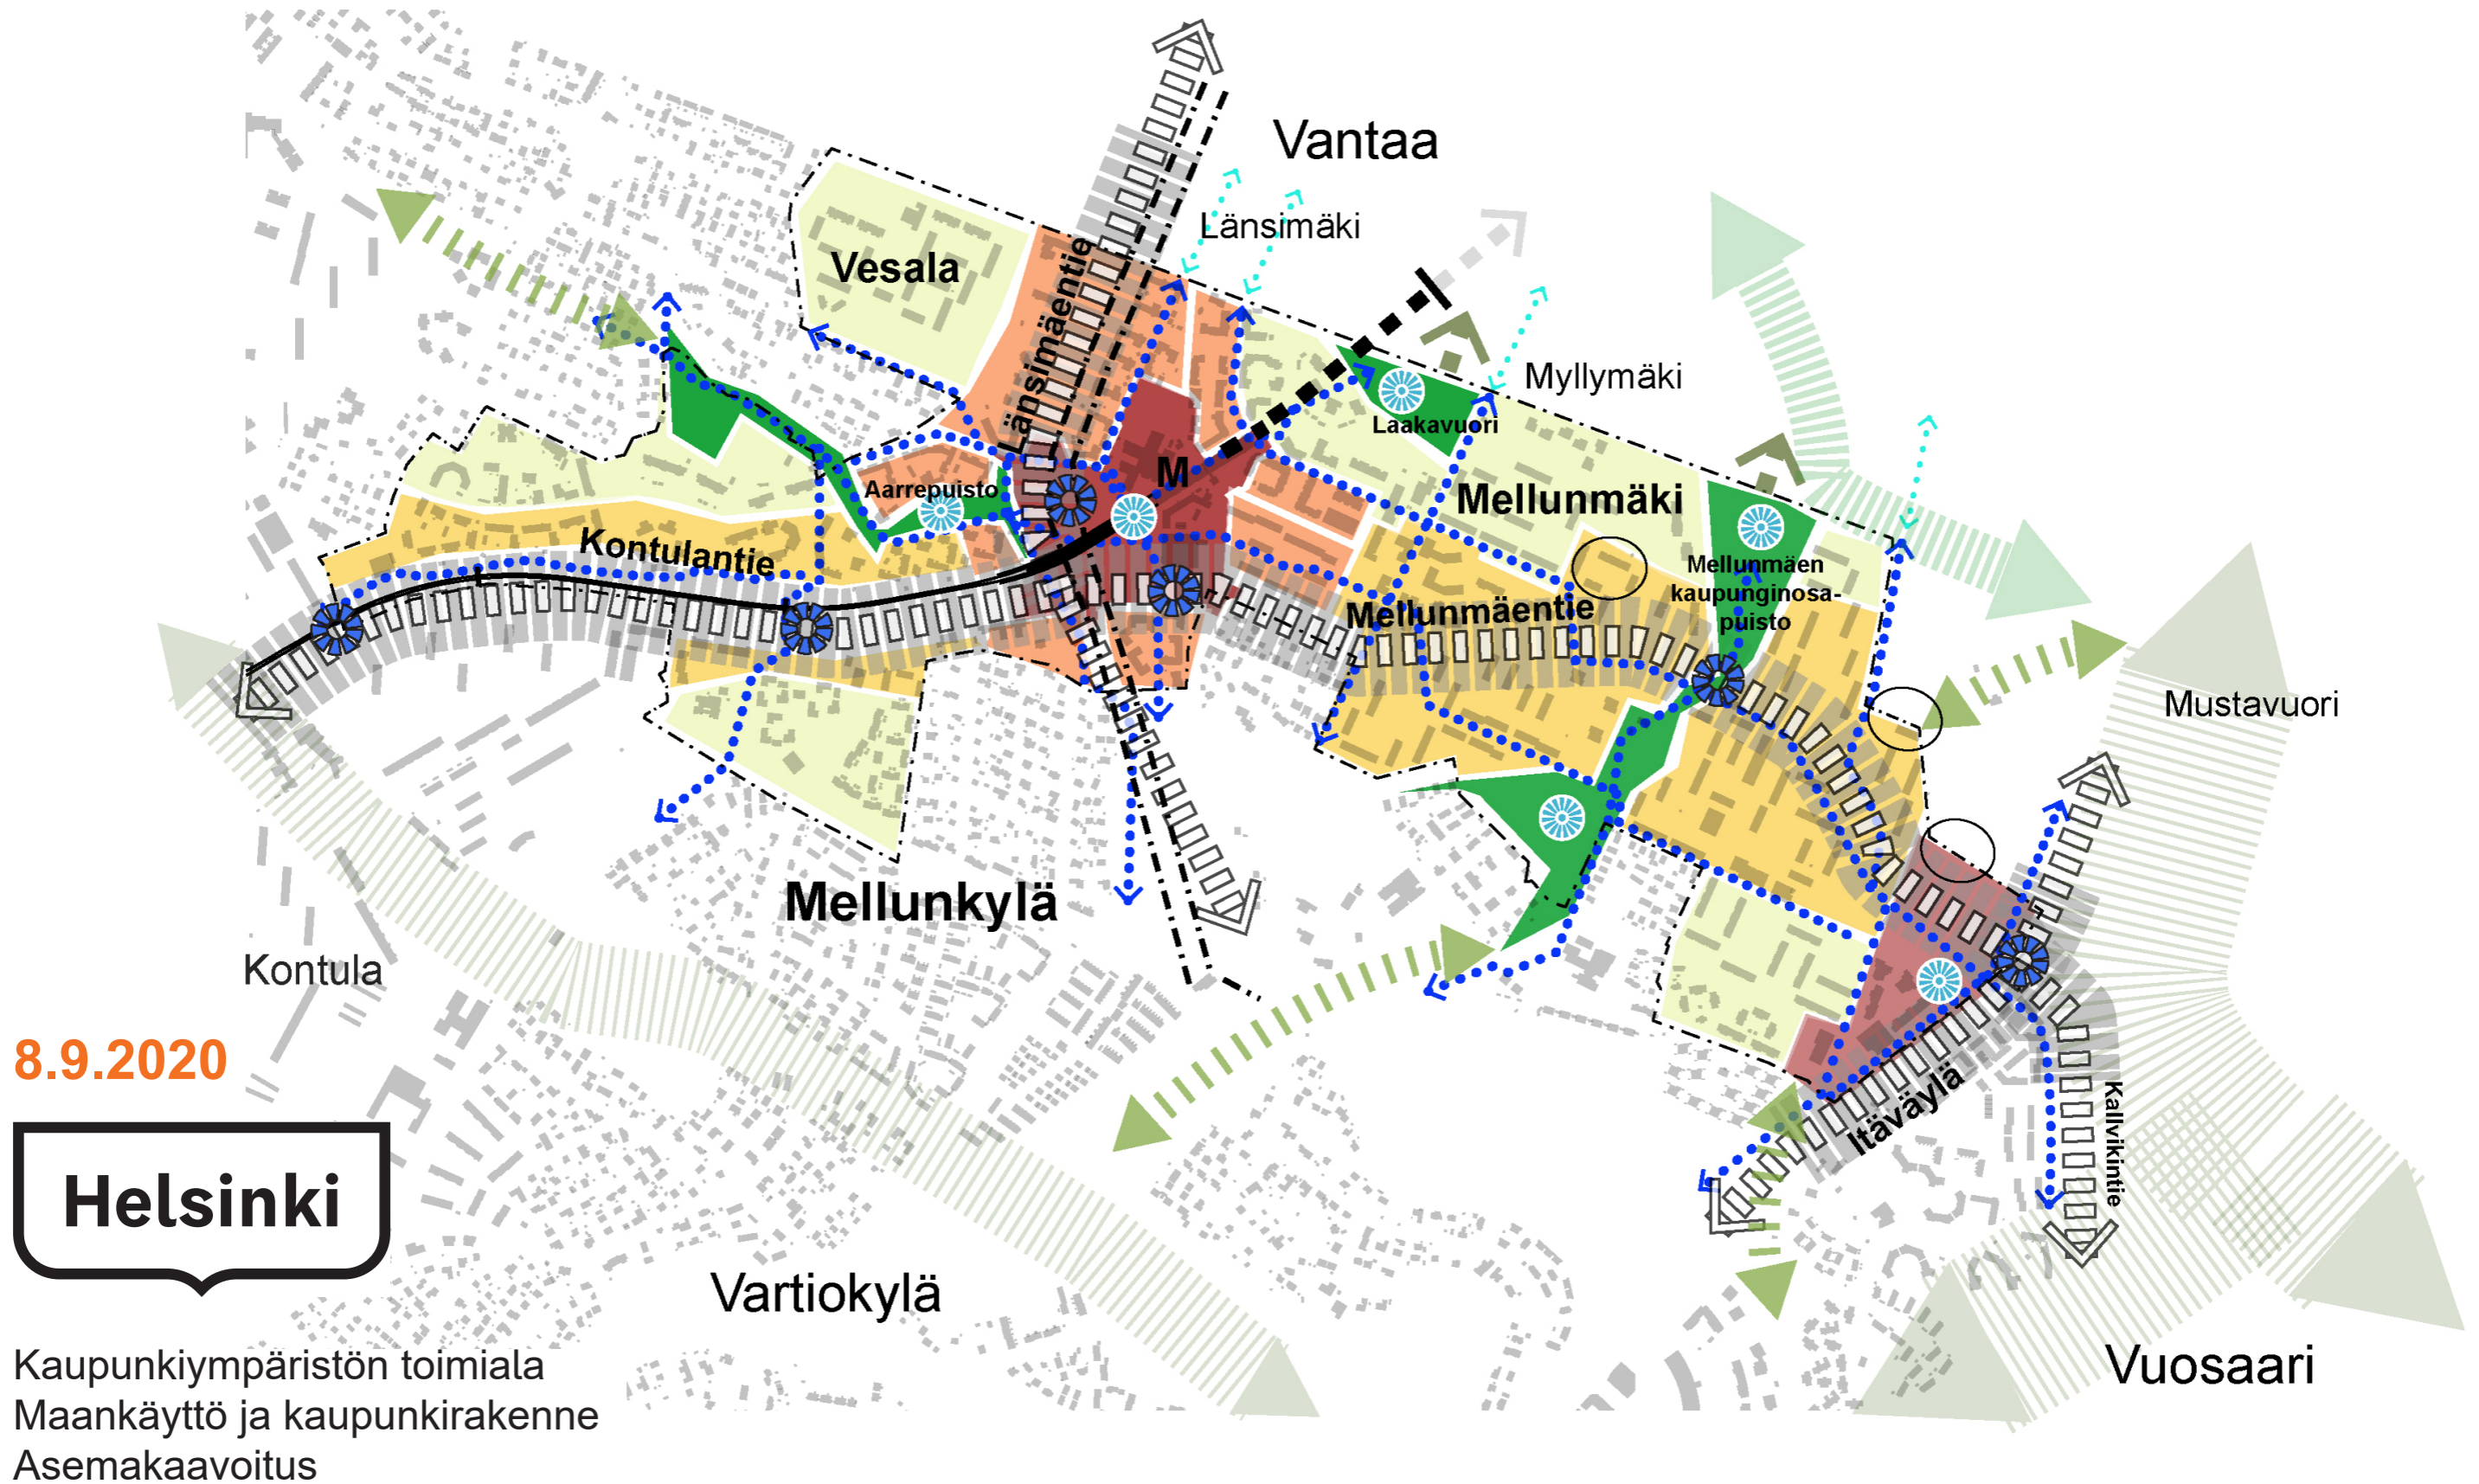 Vantaa
Länsimäki
Vesala
Länsimäentie
Myllymäki
Laakavuori
M
Aarrepuisto
Mellunmäki
Kontulantie
Mellunmäen
kaupunginosa-
puisto
Mellunmäentie
Mustavuori
Mellunkylä
Kontula
8.9.2020
Itäväylä
Kallvikintie
Helsinki
Vartiokylä
Vuosaari
Kaupunkiympäristön toimiala
Maankäyttö ja kaupunkirakenne
Asemakaavoitus